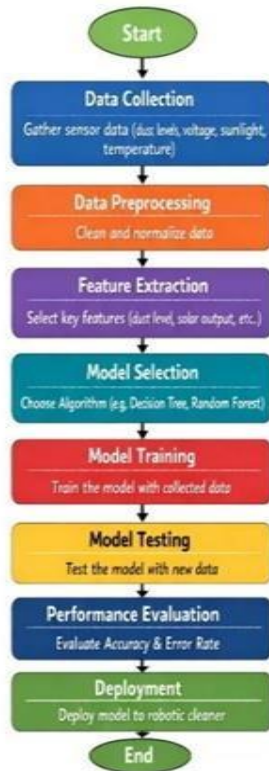 Start
Data Collection
Gather sensor data (dust levels, voltage, sunlight,
temperature)
Data Preprocessing
Clean and normalize data
Feature Extraction
Select key features (dust level, solar output, etc..)
Model Selection
Choose Algorithm (e.g, Decision Tree, Random Forest)
Model Training
Train the model with collected data
Model Testing
Test the model with new data
Performance Evaluation
Evaluate Accuracy & Error Rate
Deployment
Deploy model to robotic cleaner
End